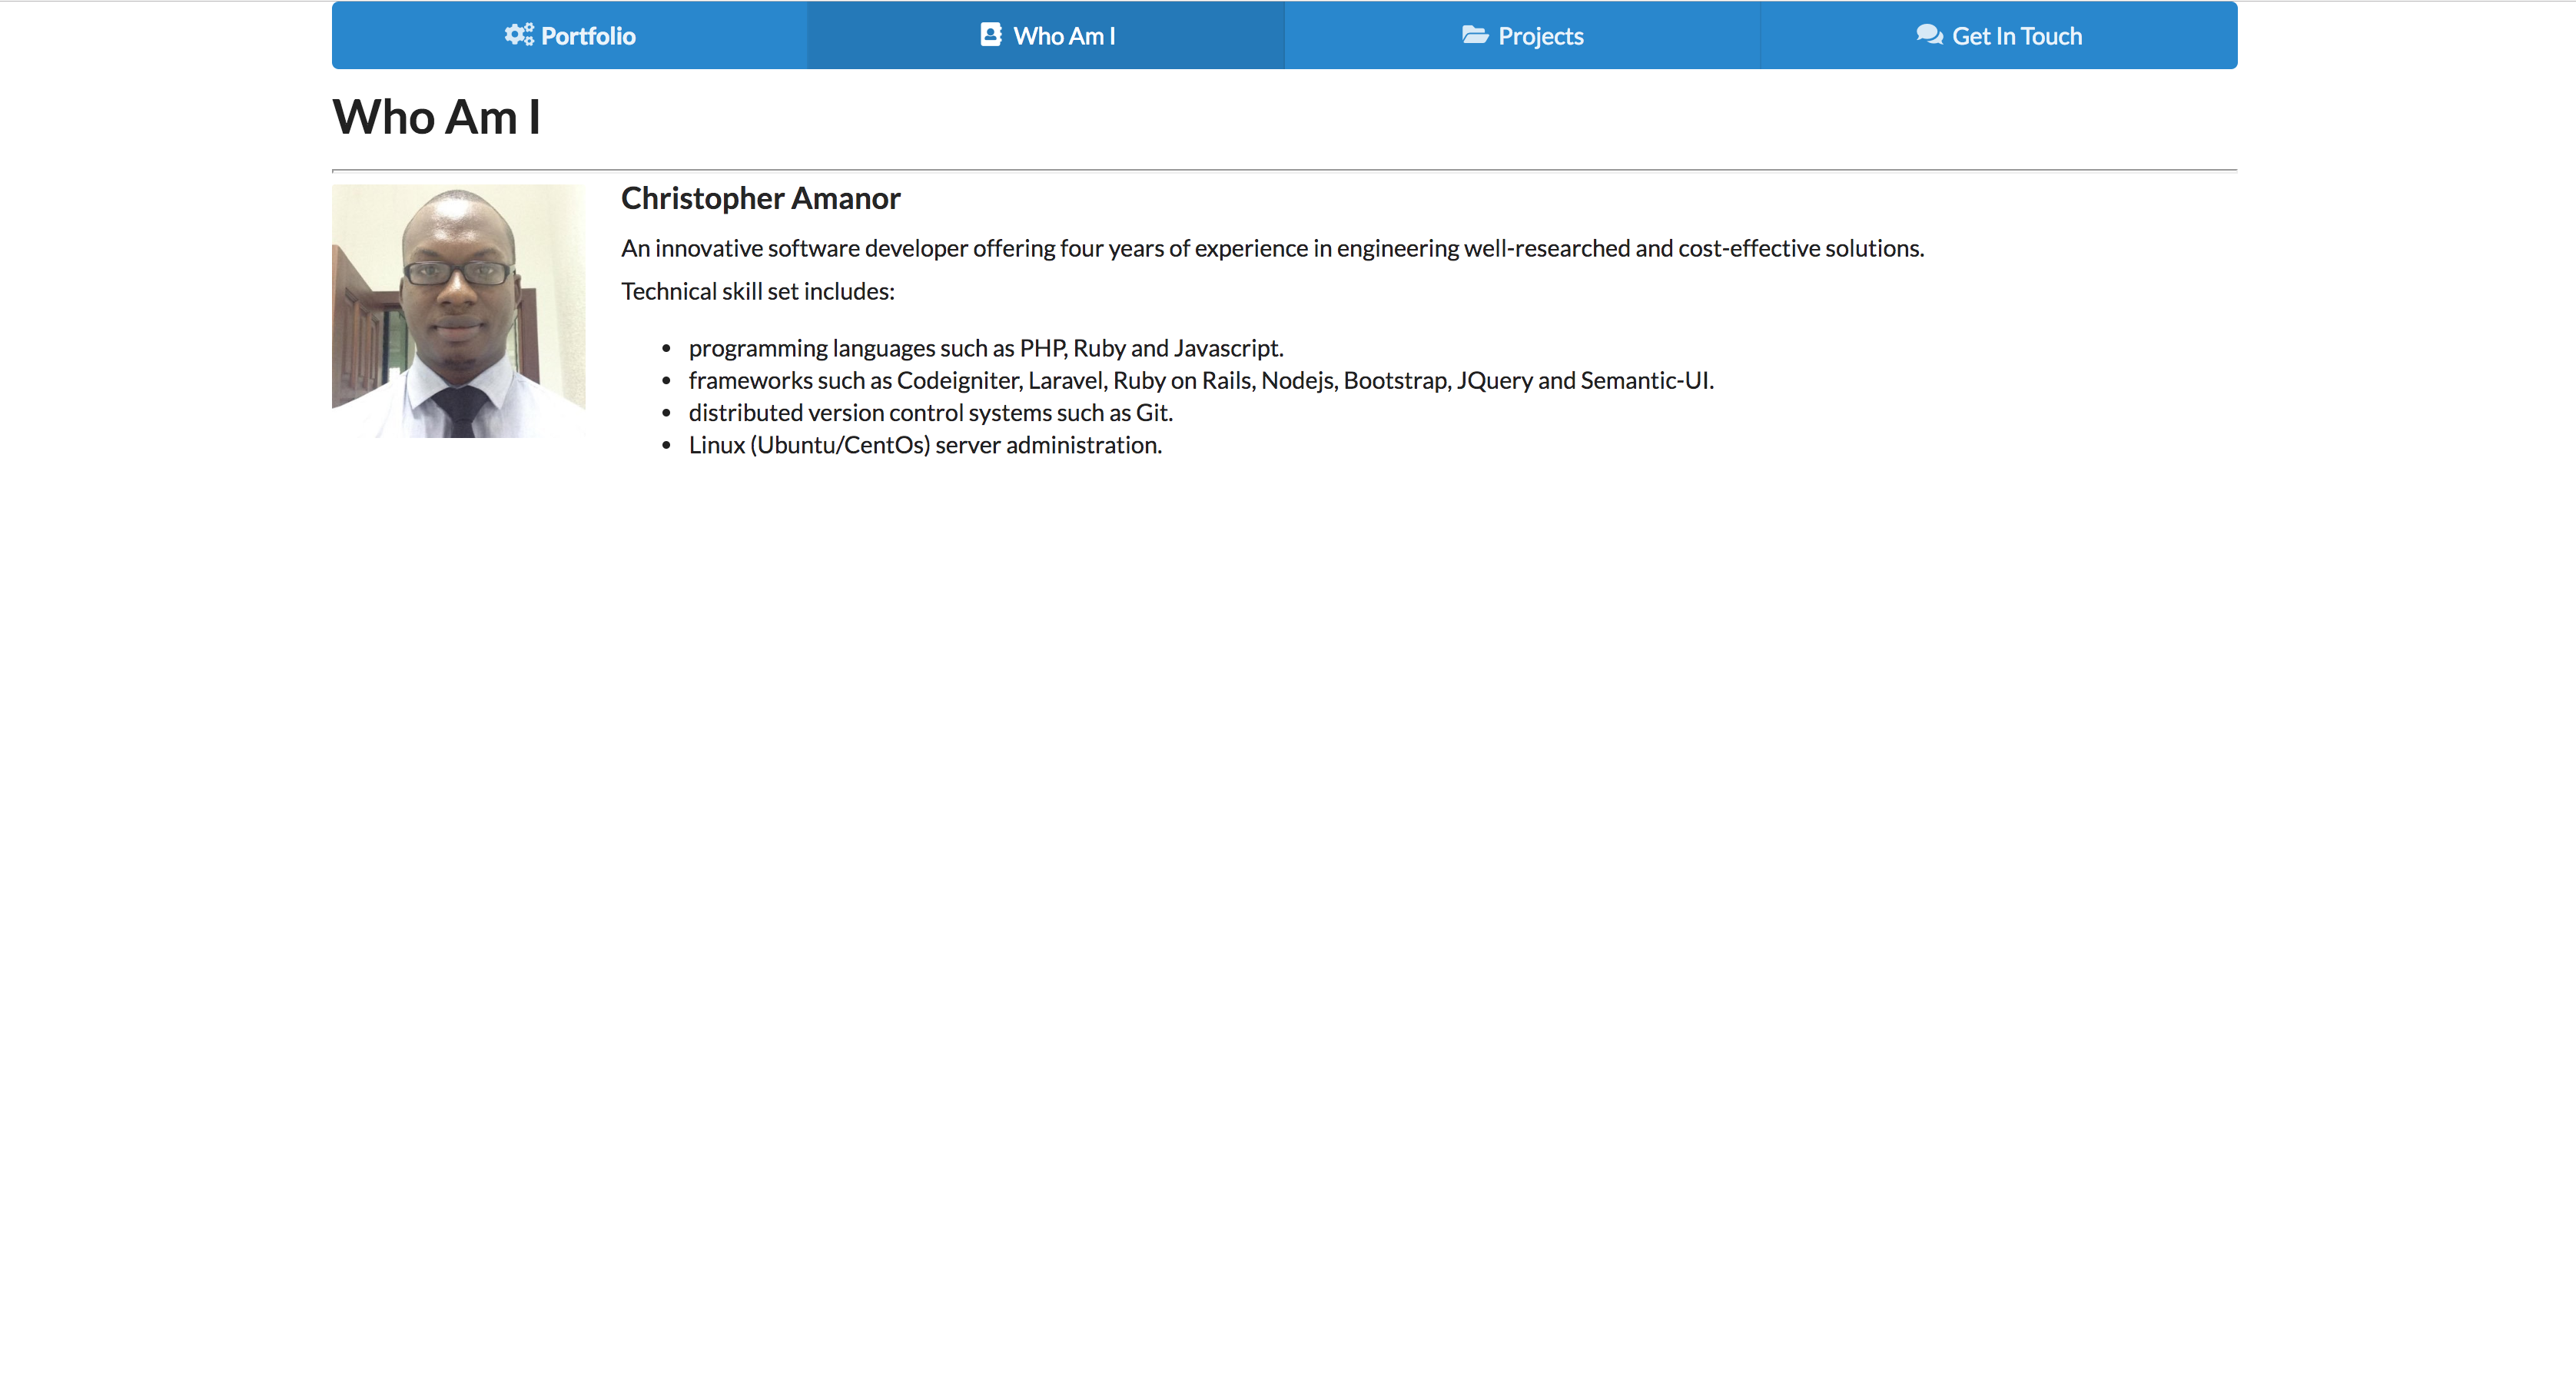 Portfolio
Who Am I
Projects
Get In Touch
Who Am I
Christopher Amanor
An innovative software developer offering four years of experience in engineering well-researched and cost-effective solutions.
Technical skill set includes:
programming languages such as PHP, Ruby and Javascript.
frameworks such as Codeigniter, Laravel, Ruby on Rails, Nodejs, Bootstrap, JQuery and Semantic-UI.
distributed version control systems such as Git.
Linux (Ubuntu/CentOs) server administration.